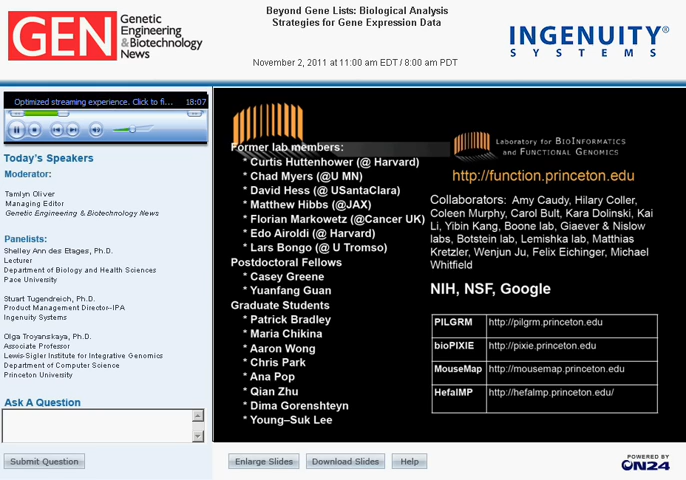 GEN Genetic
Engineering
& Biotechnology
News
Beyond Gene Lists: Biological Analysis
Strategies for Gene Expression Data
November 2, 2011 at 11:00 am EDT / 8:00 am PDT
INGENUITY®
SYSTEMS
Optimized streaming experience. Click to fi... 18:07
Today's Speakers
Moderator:
Tamlyn Oliver
Managing Editor
Genetic Engineering & Biotechnology News
Panelists:
Shelley Ann des Etages, Ph.D.
Lecturer
Department of Biology and Health Sciences
Pace University
Stuart Tugendreich, Ph.D.
Product Management Director-IPA
Ingenuity Systems
Olga Troyanskaya, Ph.D.
Associate Professor
Lewis-Sigler Institute for Integrative Genomics
Department of Computer Science
Princeton University
Ask A Question
Submit Question
Former lab members:
* Curtis Huttenhower (@ Harvard)
* Chad Myers (@U MN)
* David Hess (@ USantaClara)
* Matthew Hibbs (@JAX)
* Florian Markowetz (@Cancer UK)
* Edo Airoldi (@ Harvard)
* Lars Bongo (@ U Tromso)
Postdoctoral Fellows
* Casey Greene
* Yuanfang Guan
Graduate Students
* Patrick Bradley
* Maria Chikina
* Aaron Wong
* Chris Park
* Ana Pop
* Qian Zhu
* Dima Gorenshteyn
* Young–Suk Lee
Laboratory for BioInformatics
and Functional Genomics
http://function.princeton.edu
Collaborators: Amy Caudy, Hilary Coller,
Coleen Murphy, Carol Bult, Kara Dolinski, Kai
Li, Yibin Kang, Boone lab, Giaever & Nislow
labs, Botstein lab, Lemishka lab, Matthias
Kretzler, Wenjun Ju, Felix Eichinger, Michael
Whitfield
NIH, NSF, Google
PILGRM http://pilgrm.princeton.edu
bioPIXIE http://pixie.princeton.edu
MouseMap http://mousemap.princeton.edu
HefalMP http://hefalmp.princeton.edu/
Enlarge Slides Download Slides Help
POWERED BY
ON24